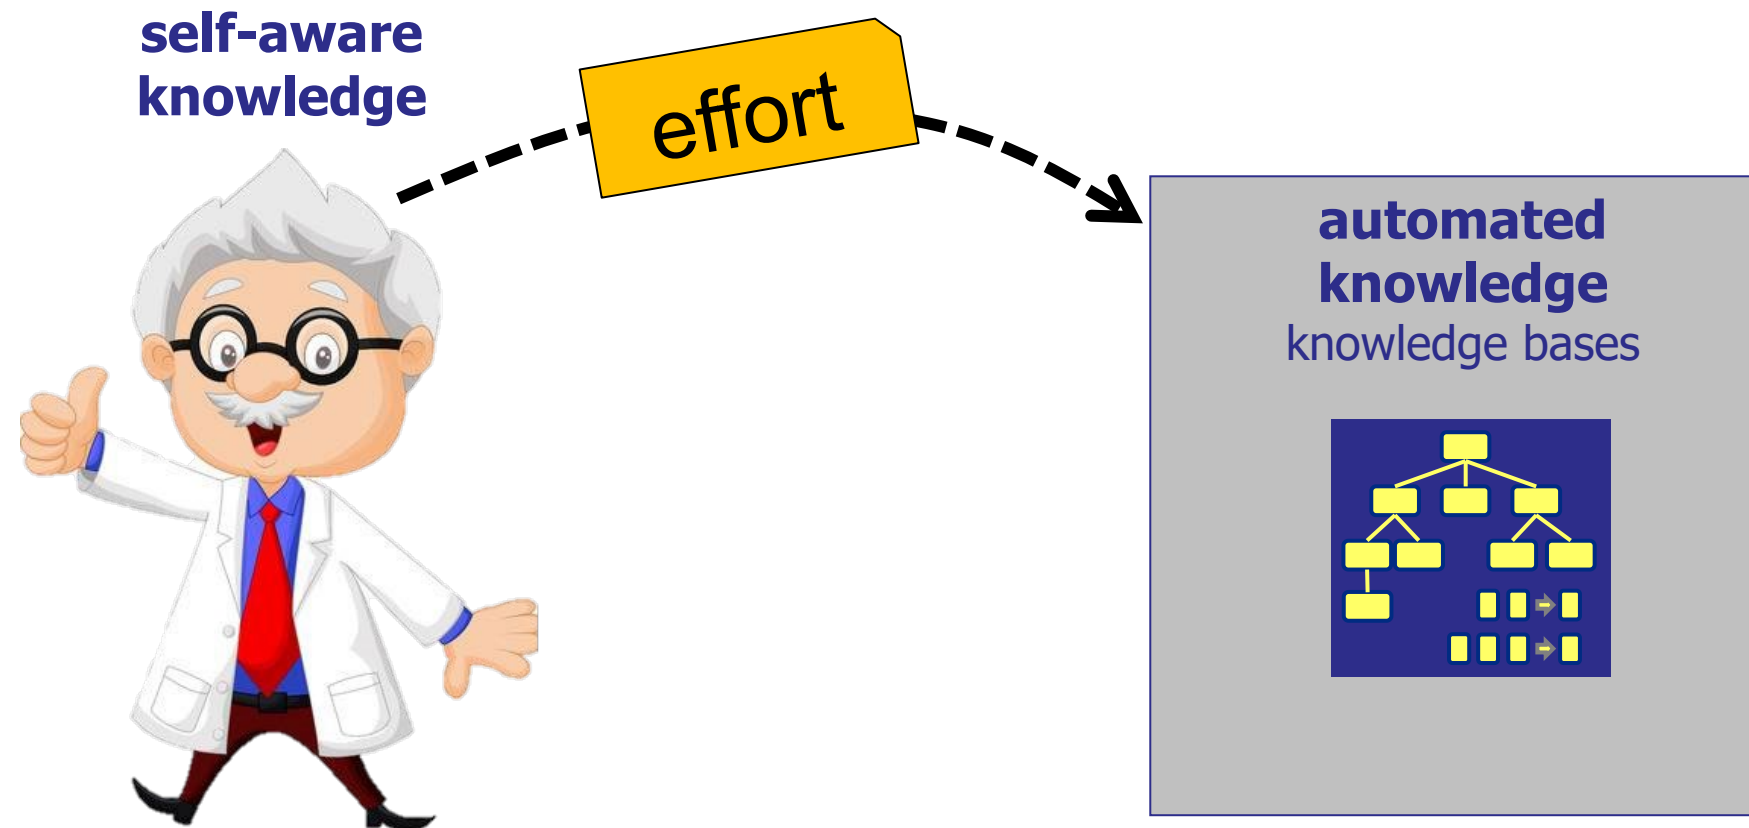 self-aware
knowledge
effort
automated
knowledge
knowledge bases